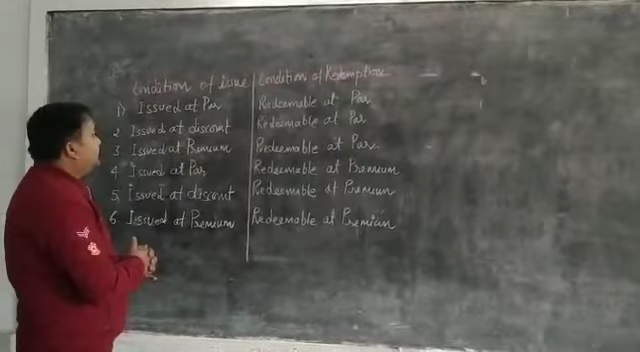 Condition of issue Condition of Redemption
1) Issued at Par Redeemable at Par
2 Issued at discount Redeemable at Par
3 Issued at Premium Redeemable at Par
4 Issued at Par Redeemable at Premium
5, Issued at discount Redeemable at Premium
6. Issued at Premium Redeemable at Premium